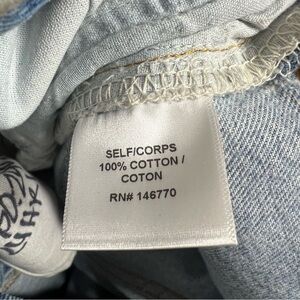 SELF/CORPS
100% COTTON /
COTON
RN# 146770